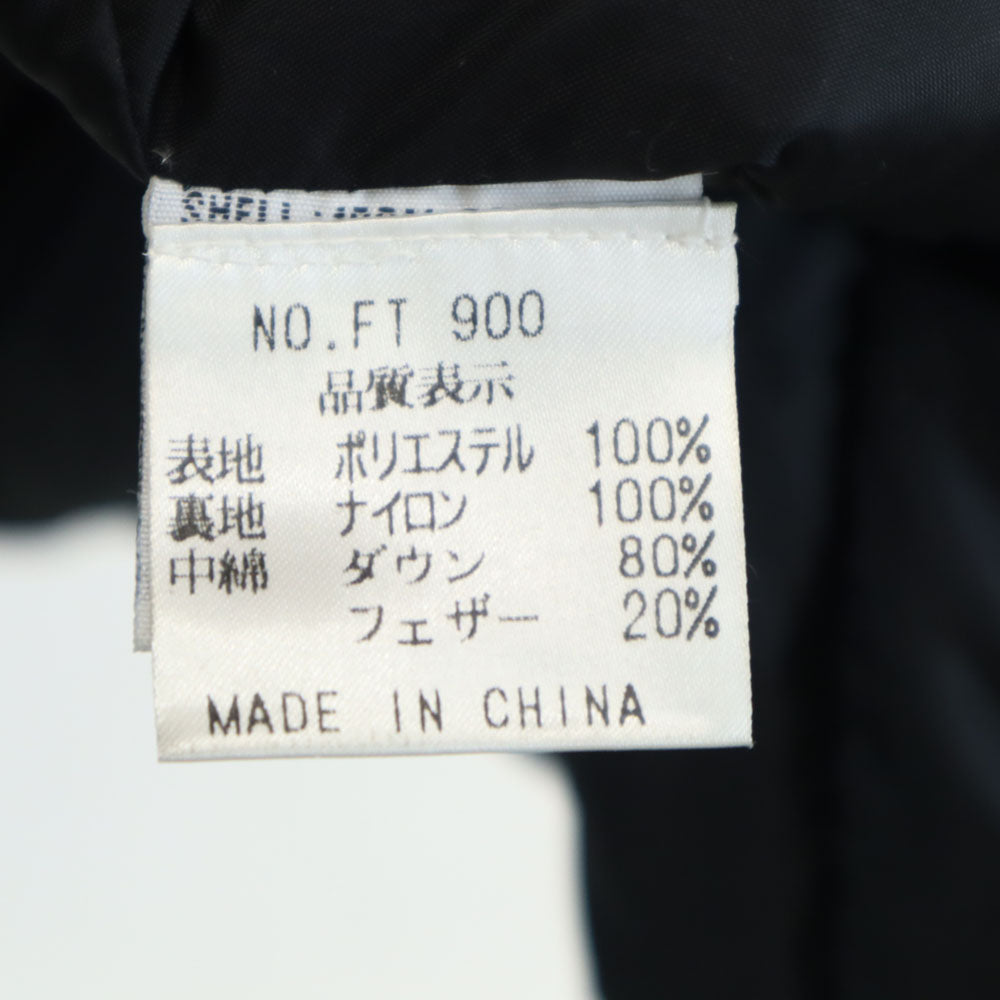 SHELL
NO.FT 900
品質表示
表地 ポリエステル 100%
裏地 ナイロン 100%
中綿 ダウン 80%
フェザー 20%
MADE IN CHINA